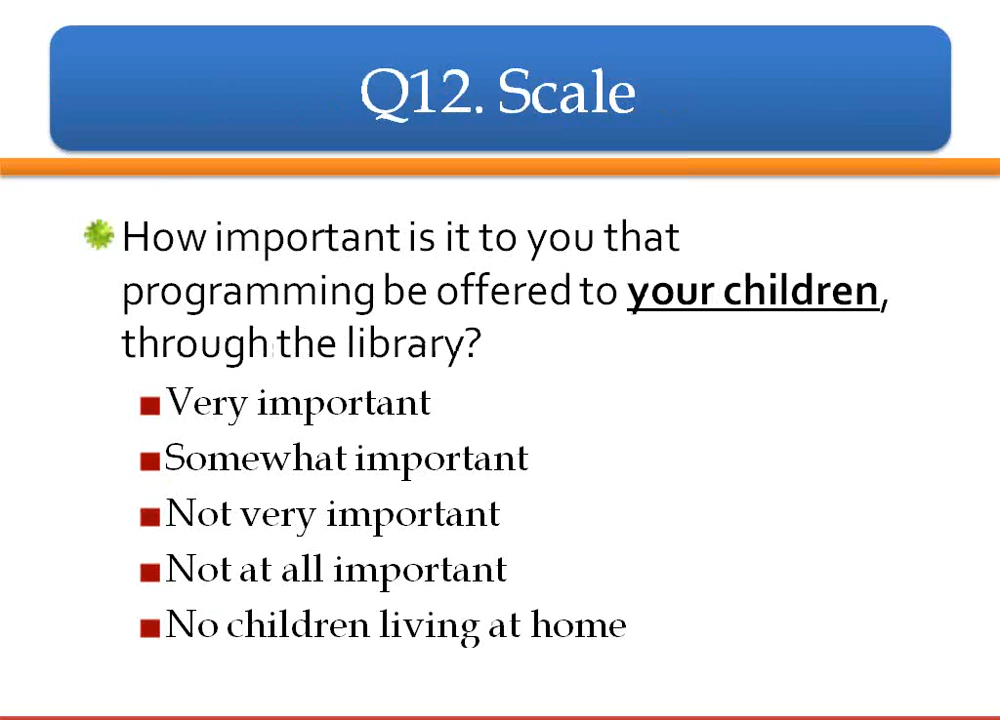 Q12. Scale
How important is it to you that
programming be offered to your children,
through the library?
Very important
Somewhat important
Not very important
Not at all important
No children living at home